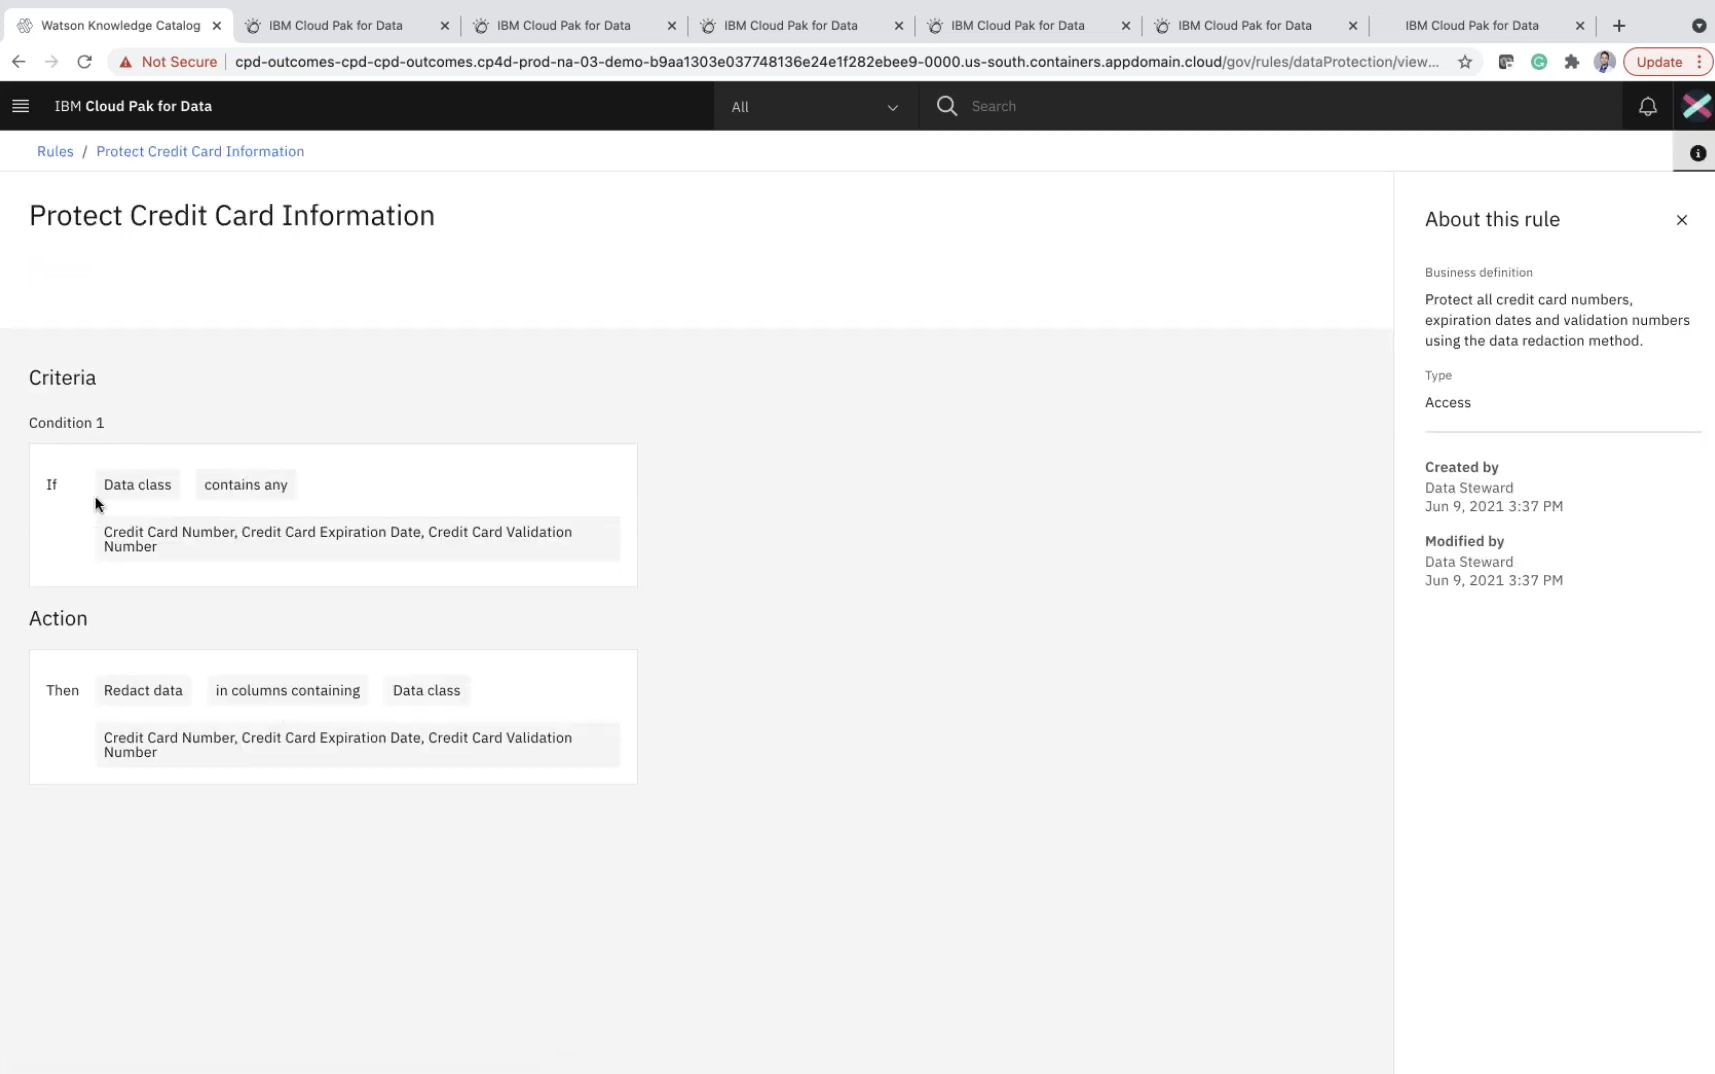 Watson Knowledge Catalog
IBM Cloud Pak for Data
IBM Cloud Pak for Data
IBM Cloud Pak for Data
IBM Cloud Pak for Data
IBM Cloud Pak for Data
IBM Cloud Pak for Data
Not Secure
cpd-outcomes-cpd-cpd-outcomes.cp4d-prod-na-03-demo-b9aa1303e037748136e24e1f282ebee9-0000.us-south.containers.appdomain.cloud/gov/rules/dataProtection/view...
Update
IBM Cloud Pak for Data
All
Search
Rules / Protect Credit Card Information
Protect Credit Card Information
Criteria
Condition 1
If Data class contains any
Credit Card Number, Credit Card Expiration Date, Credit Card Validation
Number
Action
Then Redact data in columns containing Data class
Credit Card Number, Credit Card Expiration Date, Credit Card Validation
Number
About this rule
Business definition
Protect all credit card numbers,
expiration dates and validation numbers
using the data redaction method.
Type
Access
Created by
Data Steward
Jun 9, 2021 3:37 PM
Modified by
Data Steward
Jun 9, 2021 3:37 PM